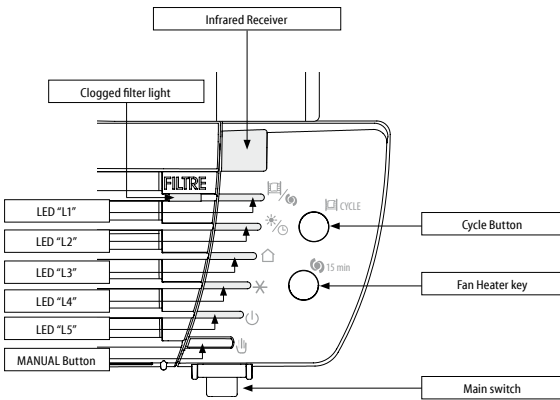 Infrared Receiver
Clogged filter light
FILTRE
LED "L1"
CYCLE
LED "L2"
Cycle Button
LED "L3"
15 min
Fan Heater key
LED "L4"
LED "L5"
MANUAL Button
Main switch